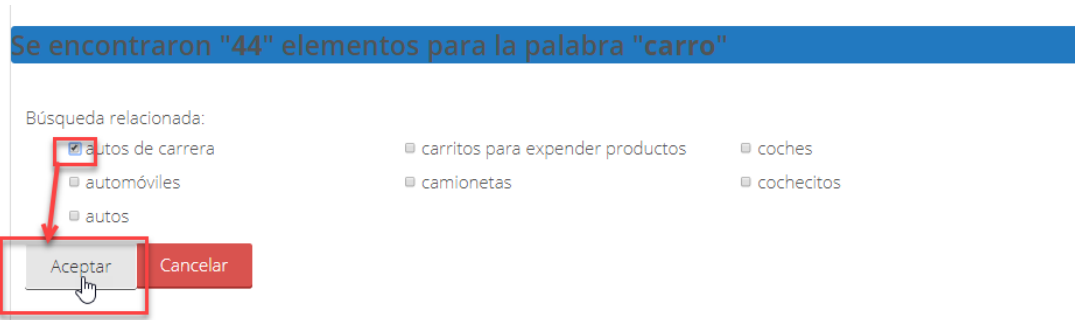 Se encontraron "44" elementos para la palabra "carro"
Búsqueda relacionada:
autos de carrera carritos para expender productos coches
automóviles camionetas cochecitos
autos
Aceptar Cancelar